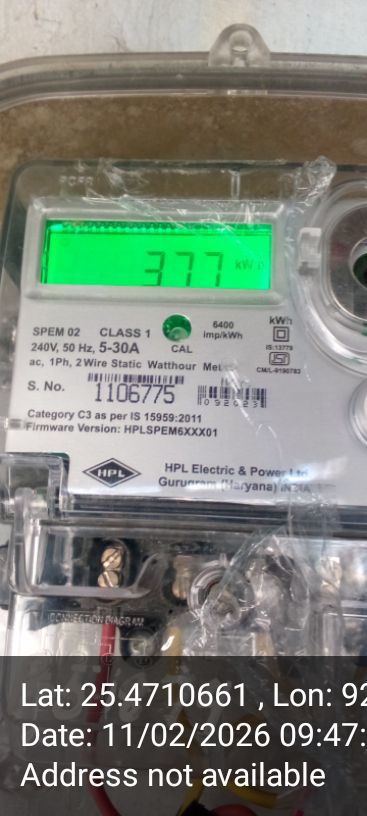 377 kWh
SPEM 02 CLASS 1 6400 imp/kWh kWh
240V, 50 Hz, 5-30A CAL IS:13779
ac, 1Ph, 2 Wire Static Watthour Meter CM/L-9190783
S. No. 1106775 092023
Category C3 as per IS 15959:2011
Firmware Version: HPLSPEM6XXX01
HPL HPL Electric & Power Ltd
Gurugram (Haryana) INDIA
CONNECTION DIAGRAM
Lat: 25.4710661 , Lon: 92
Date: 11/02/2026 09:47:
Address not available